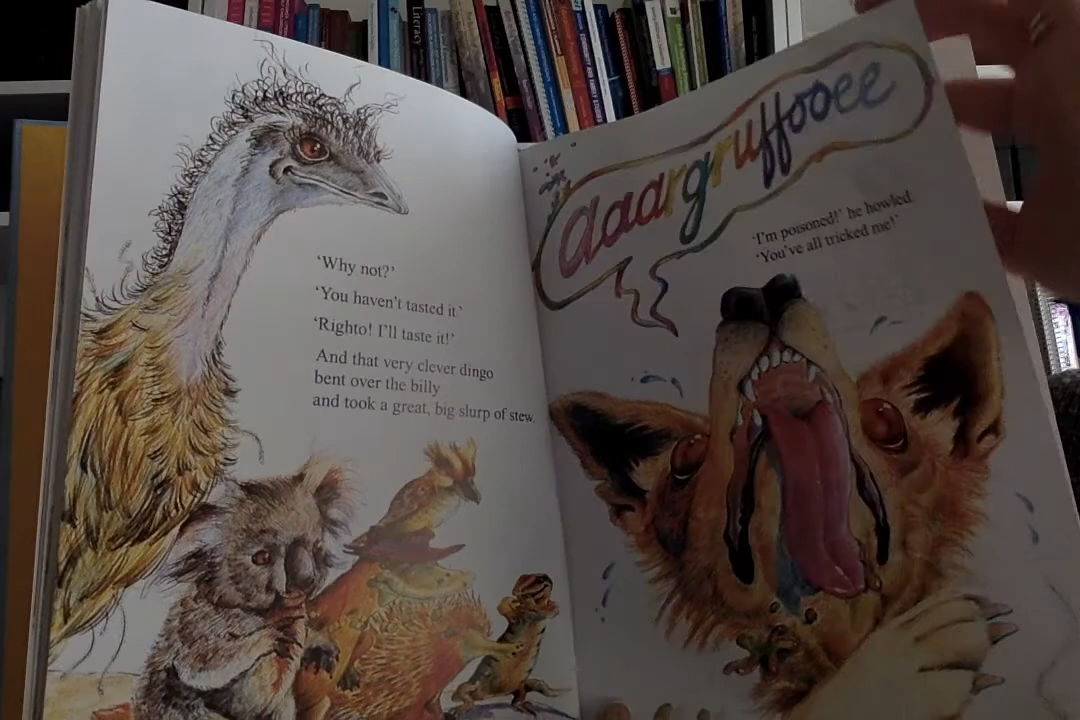 Literacy
'Why not?'
'You haven't tasted it.'
'Righto! I'll taste it!'
And that very clever dingo
bent over the billy
and took a great, big slurp of stew.
aaargruffooee
'I'm poisoned!' he howled.
'You've all tricked me!'